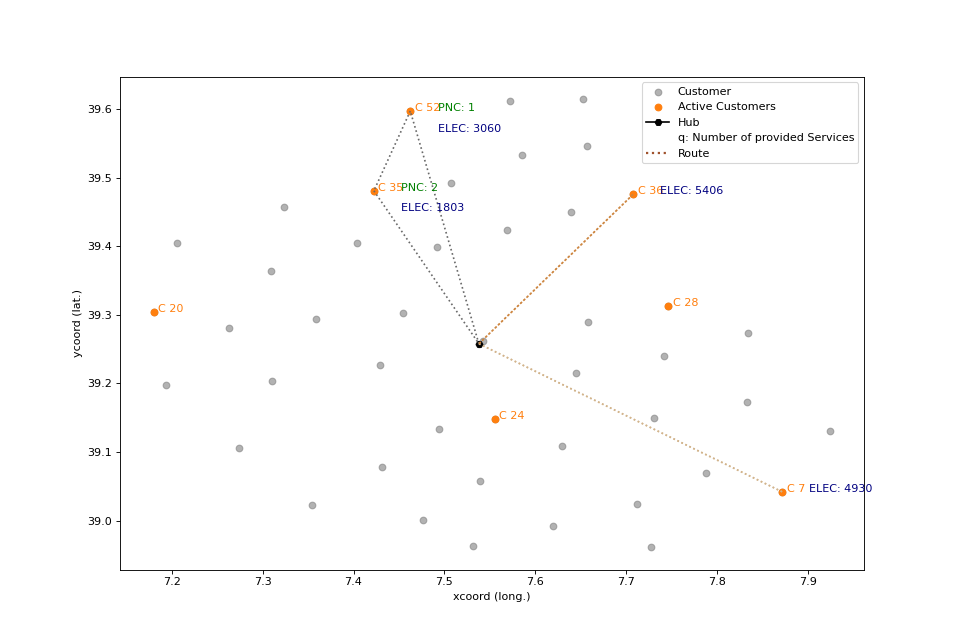 Customer
Active Customers
Hub
q: Number of provided Services
Route
C 52 PNC: 1
ELEC: 3060
C 35 PNC: 2
ELEC: 1803
C 36 ELEC: 5406
C 20
C 28
C 24
C 7 ELEC: 4930
39.6
39.5
39.4
39.3
39.2
39.1
39.0
ycoord (lat.)
7.2 7.3 7.4 7.5 7.6 7.7 7.8 7.9
xcoord (long.)